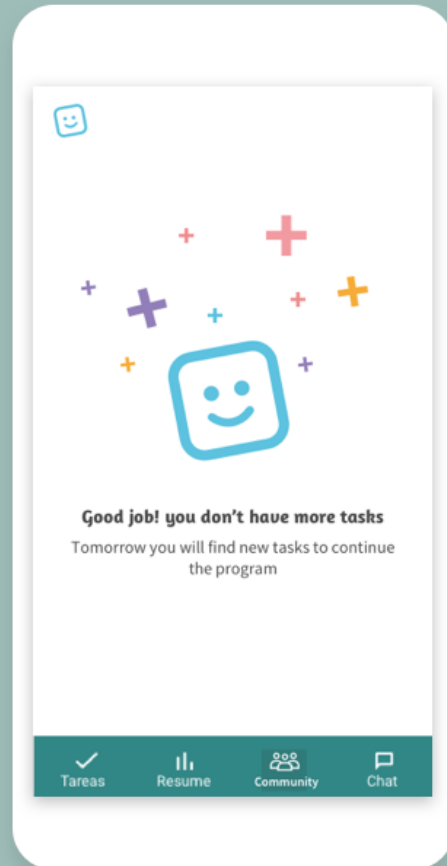 Good job! you don't have more tasks
Tomorrow you will find new tasks to continue
the program
Tareas
Resume
Community
Chat